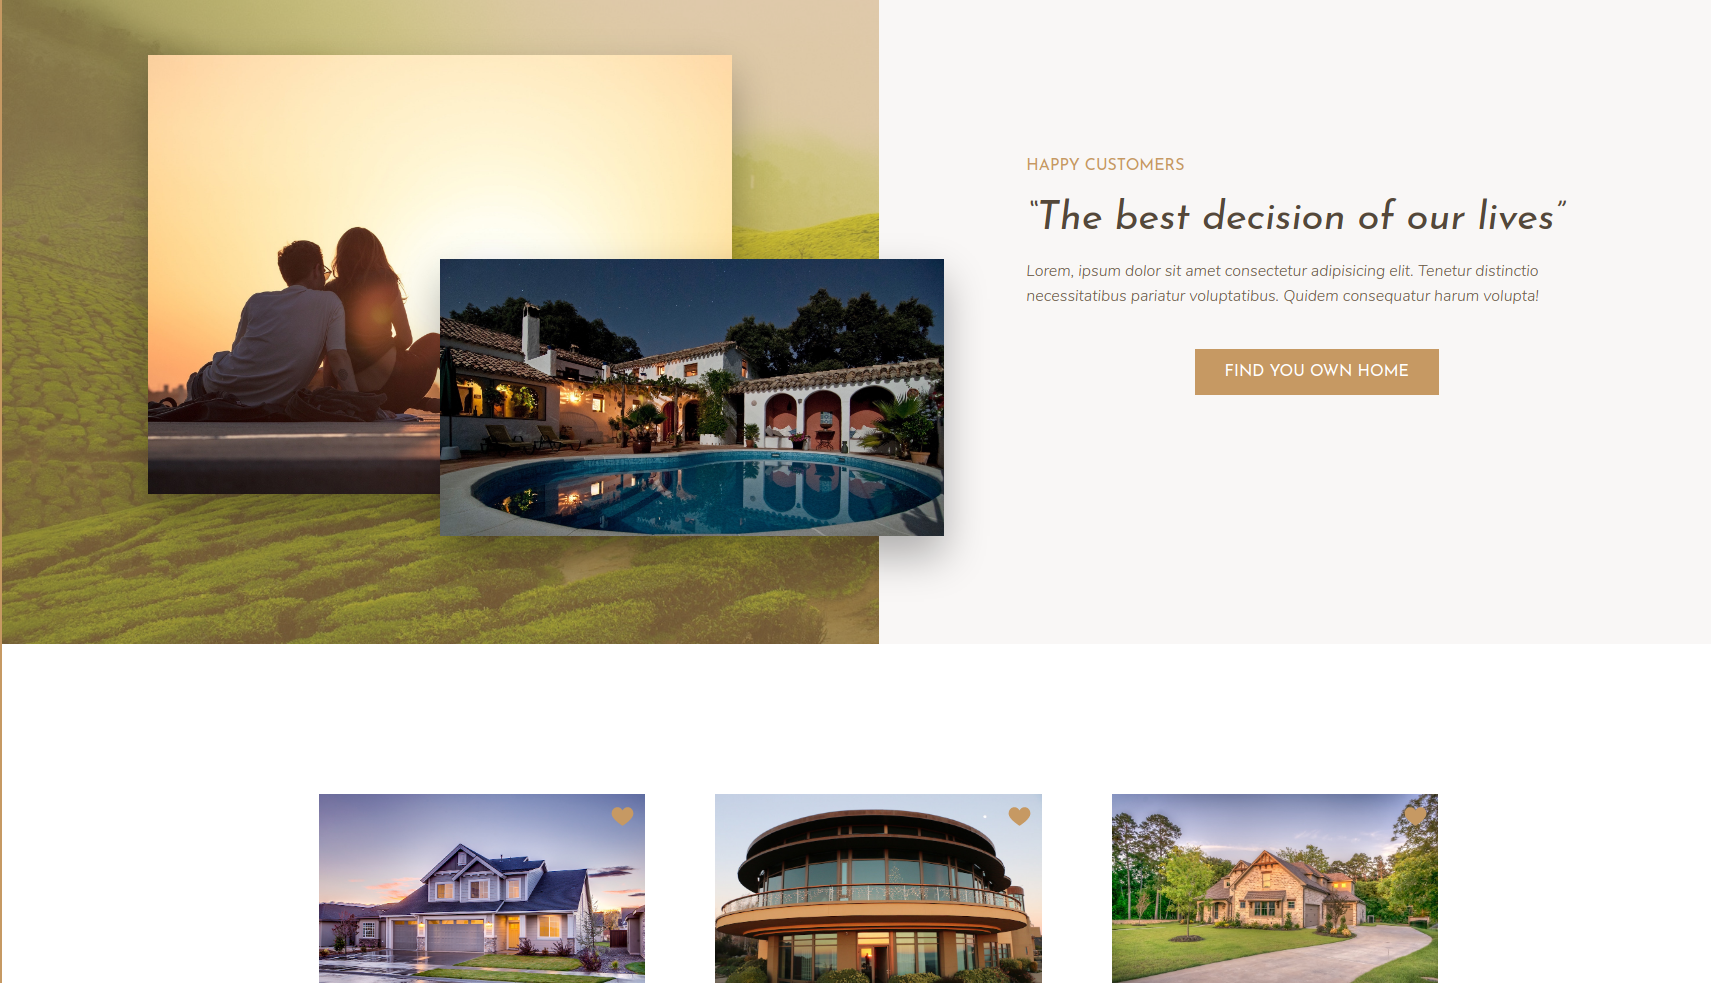 HAPPY CUSTOMERS
“The best decision of our lives”
Lorem, ipsum dolor sit amet consectetur adipisicing elit. Tenetur distinctio
necessitatibus pariatur voluptatibus. Quidem consequatur harum volupta!
FIND YOU OWN HOME